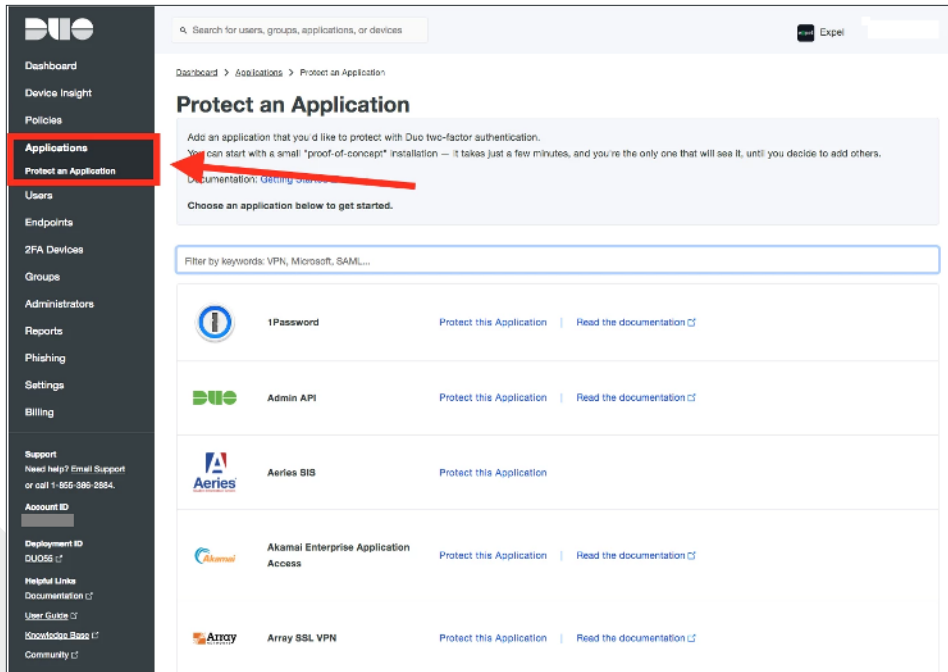 DUO
Search for users, groups, applications, or devices
Expel
Dashboard
Device Insight
Policies
Applications
Protect an Application
Users
Endpoints
2FA Devices
Groups
Administrators
Reports
Phishing
Settings
Billing
Support
Need help? Email Support
or call 1-855-386-2884.
Account ID
Deployment ID
DUO55
Helpful Links
Documentation
User Guide
Knowledge Base
Community
Dashboard > Applications > Protect an Application
Protect an Application
Add an application that you'd like to protect with Duo two-factor authentication.
You can start with a small "proof-of-concept" installation — it takes just a few minutes, and you're the only one that will see it, until you decide to add others.
Documentation: Getting
Choose an application below to get started.
Filter by keywords: VPN, Microsoft, SAML...
1Password Protect this Application | Read the documentation
DUO Admin API Protect this Application | Read the documentation
Aeries Aeries SIS Protect this Application
Akamai Akamai Enterprise Application Access Protect this Application | Read the documentation
Array Array SSL VPN Protect this Application | Read the documentation